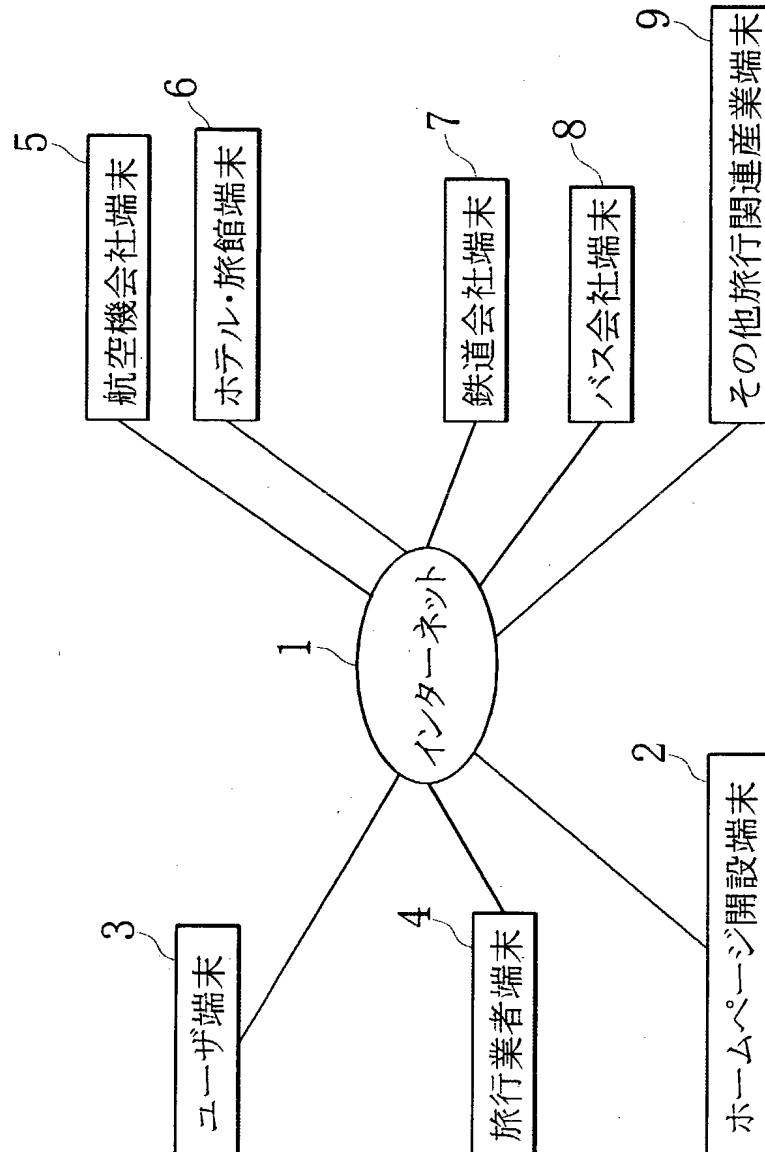 3
ユーザ端末
4
旅行業者端末
2
ホームページ開設端末
1
インターネット
5
航空機会社端末
6
ホテル・旅館端末
7
鉄道会社端末
8
バス会社端末
9
その他旅行関連産業端末